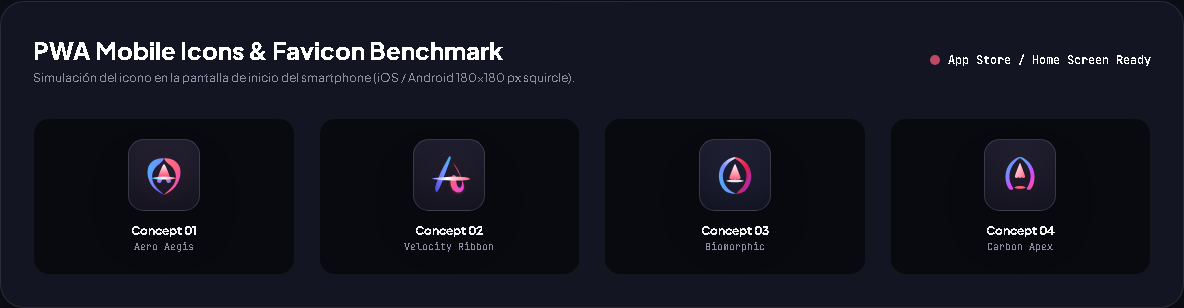 PWA Mobile Icons & Favicon Benchmark
Simulación del icono en la pantalla de inicio del smartphone (iOS / Android 180×180 px squircle).
App Store / Home Screen Ready
Concept 01
Aero Aegis
Concept 02
Velocity Ribbon
Concept 03
Biomorphic
Concept 04
Carbon Apex